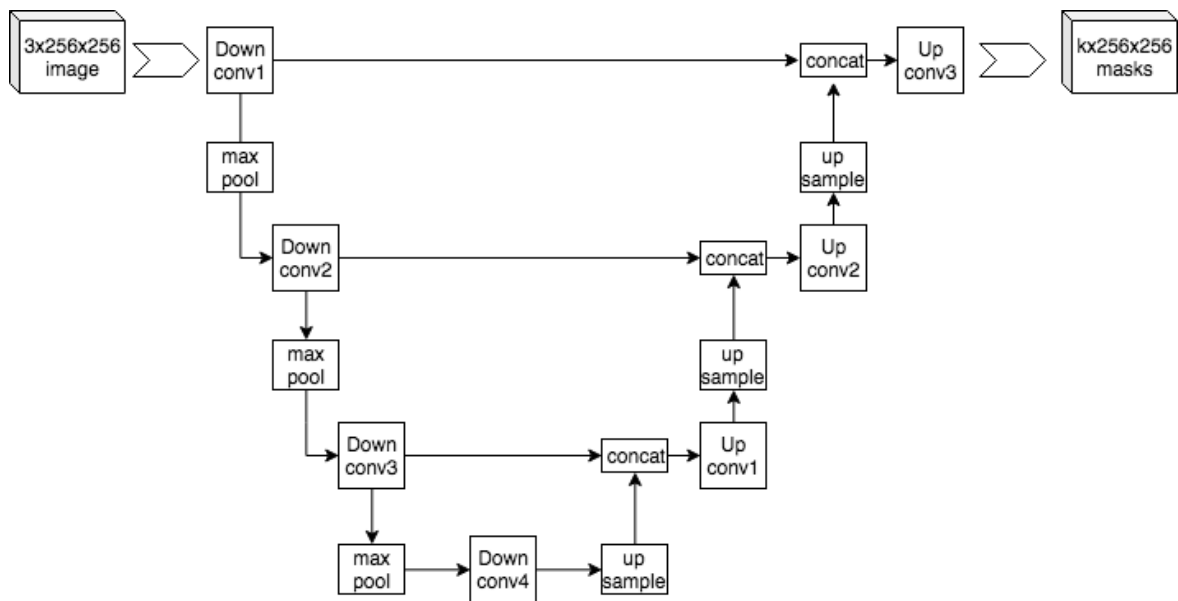 3x256x256
image
Down
conv1
concat
Up
conv3
kx256x256
masks
max
pool
up
sample
Down
conv2
concat
Up
conv2
max
pool
up
sample
Down
conv3
concat
Up
conv1
max
pool
Down
conv4
up
sample